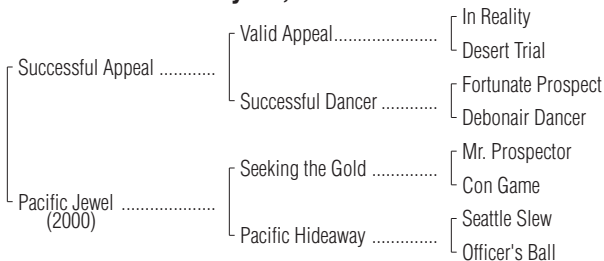 In Reality
Valid Appeal....................
Desert Trial
Successful Appeal ............
Fortunate Prospect
Successful Dancer ............
Debonair Dancer
Mr. Prospector
Seeking the Gold ..............
Con Game
Pacific Jewel ....................
(2000)
Seattle Slew
Pacific Hideaway ..............
Officer's Ball